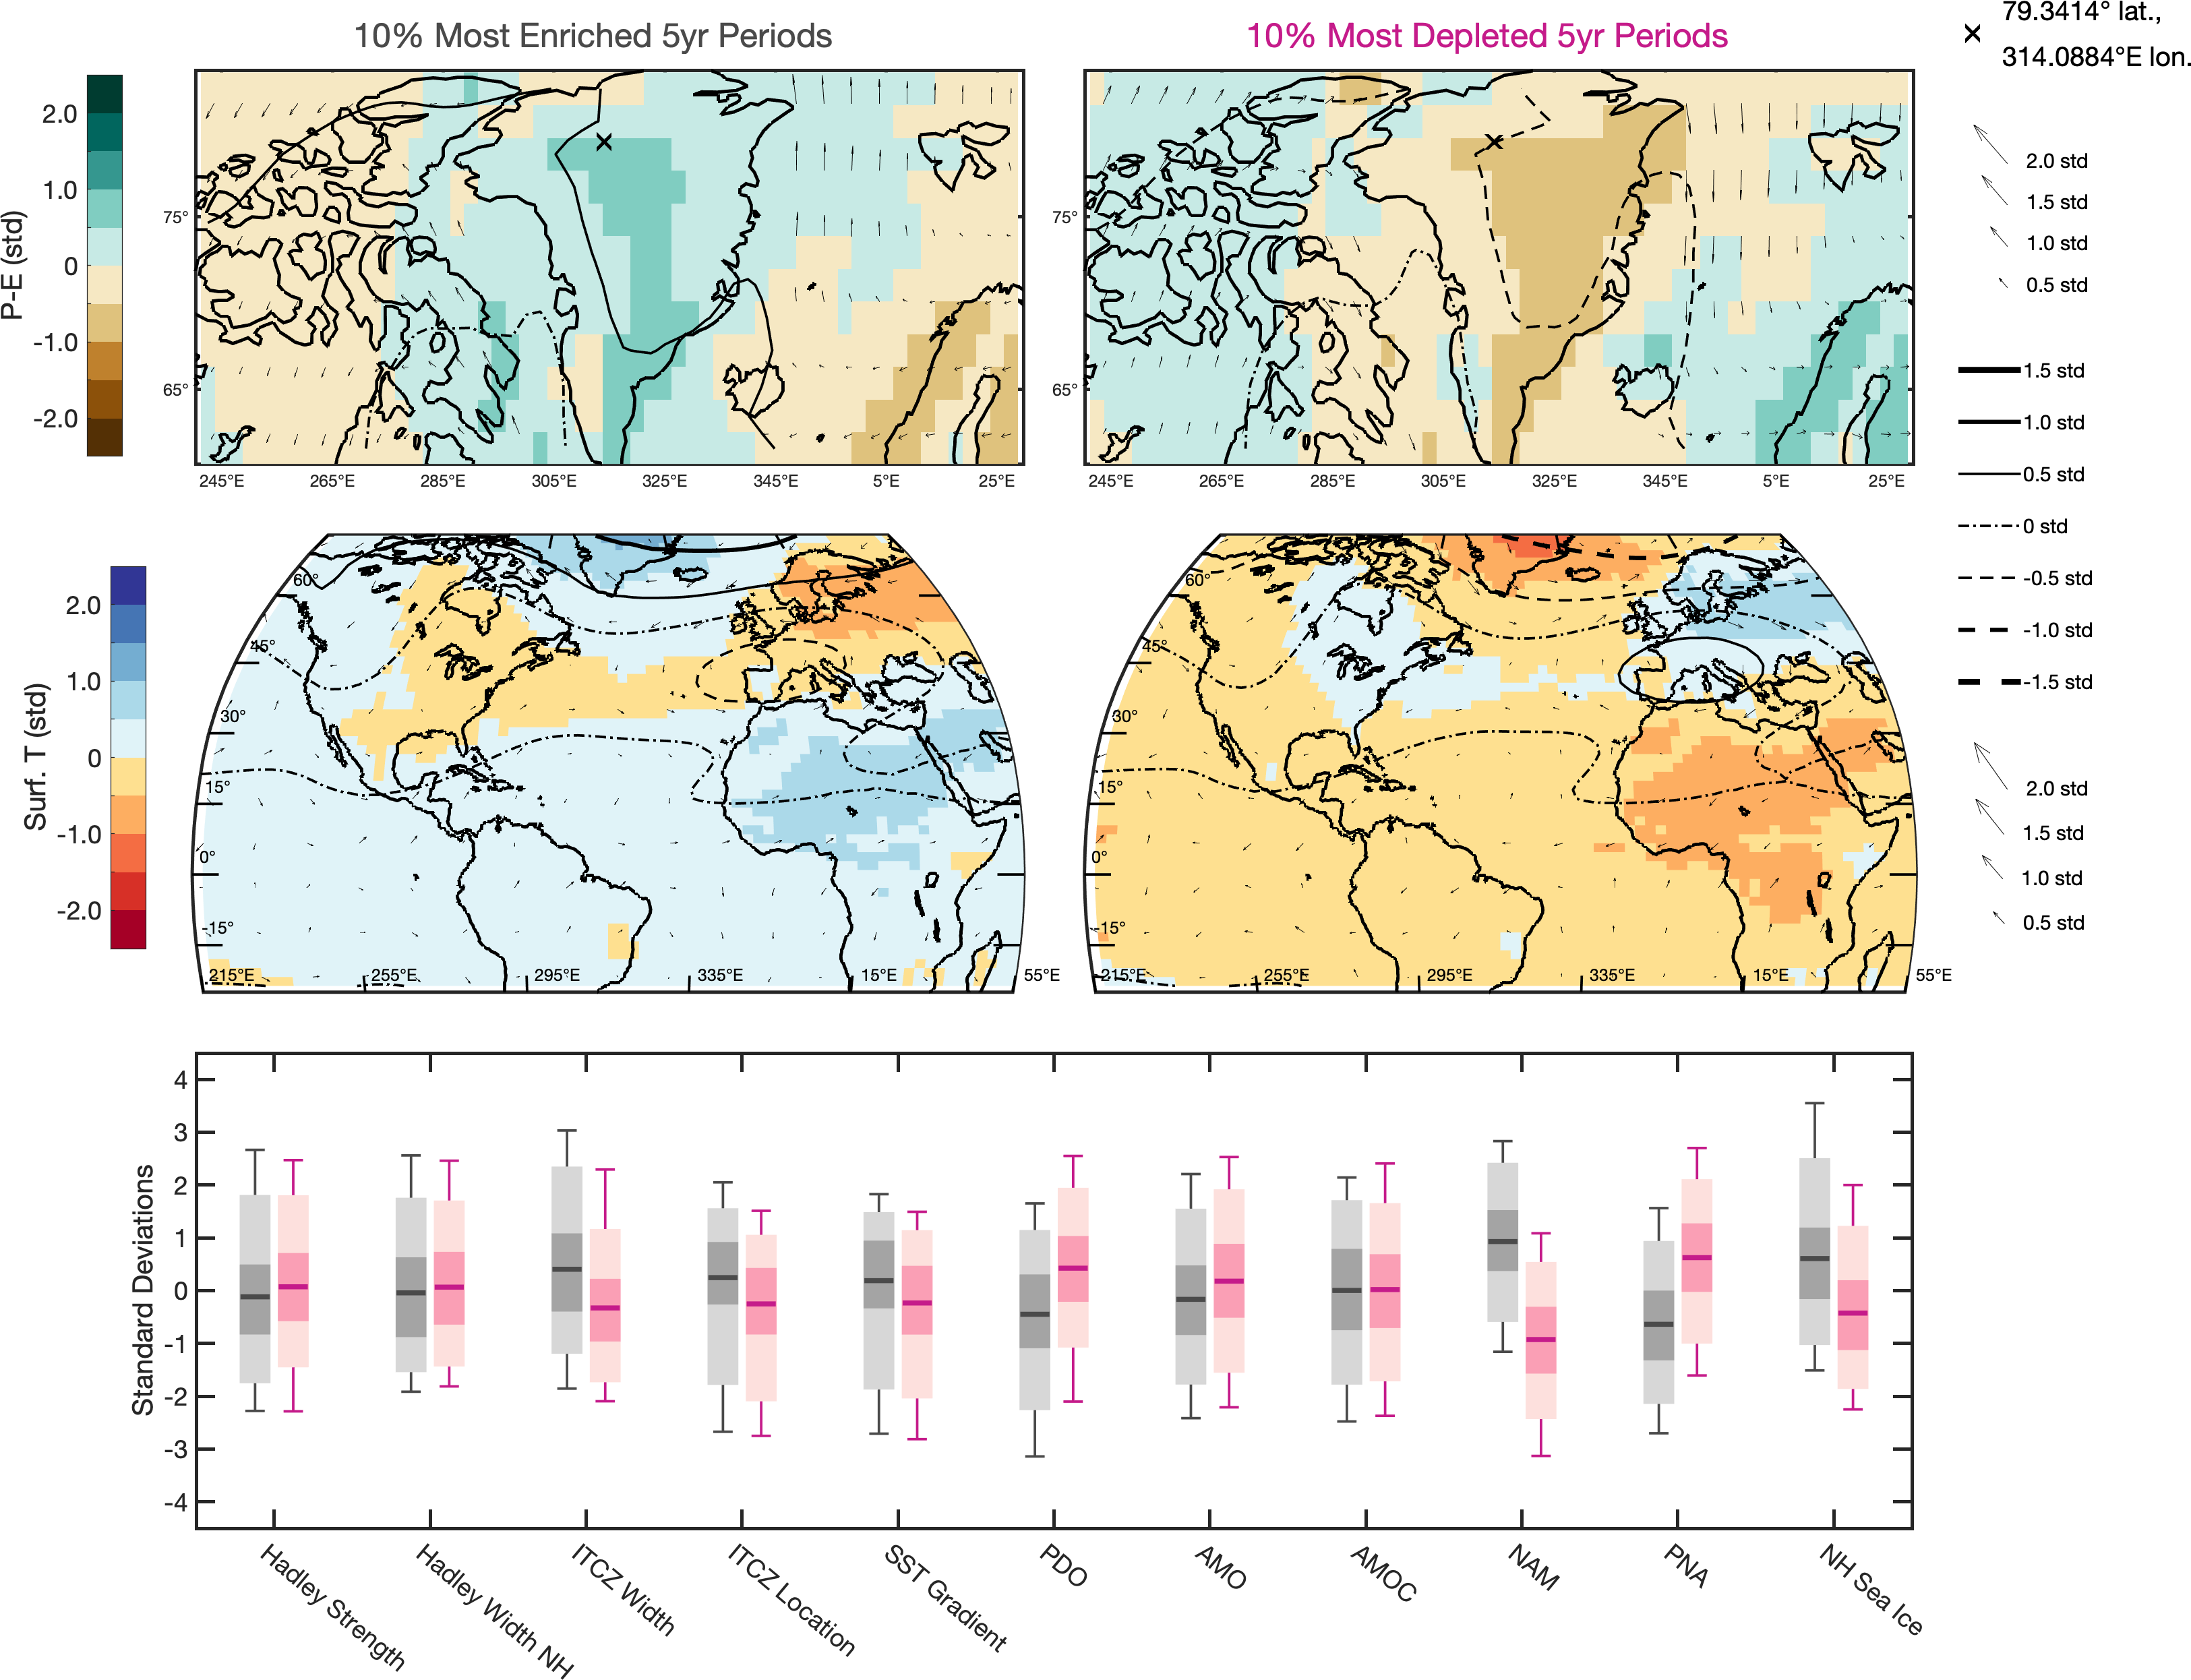 10% Most Enriched 5yr Periods
10% Most Depleted 5yr Periods
79.3414° lat.,
314.0884°E lon.
P-E (std)
2.0
1.0
0
-1.0
-2.0
75°
65°
245°E 265°E 285°E 305°E 325°E 345°E 5°E 25°E
75°
65°
245°E 265°E 285°E 305°E 325°E 345°E 5°E 25°E
2.0 std
1.5 std
1.0 std
0.5 std
1.5 std
1.0 std
0.5 std
0 std
-0.5 std
-1.0 std
-1.5 std
2.0 std
1.5 std
1.0 std
0.5 std
Surf. T (std)
2.0
1.0
0
-1.0
-2.0
60°
45°
30°
15°
0°
-15°
215°E 255°E 295°E 335°E 15°E 55°E
60°
45°
30°
15°
0°
-15°
215°E 255°E 295°E 335°E 15°E 55°E
Standard Deviations
4
3
2
1
0
-1
-2
-3
-4
Hadley Strength
Hadley Width NH
ITCZ Width
ITCZ Location
SST Gradient
PDO
AMO
AMOC
NAM
PNA
NH Sea Ice